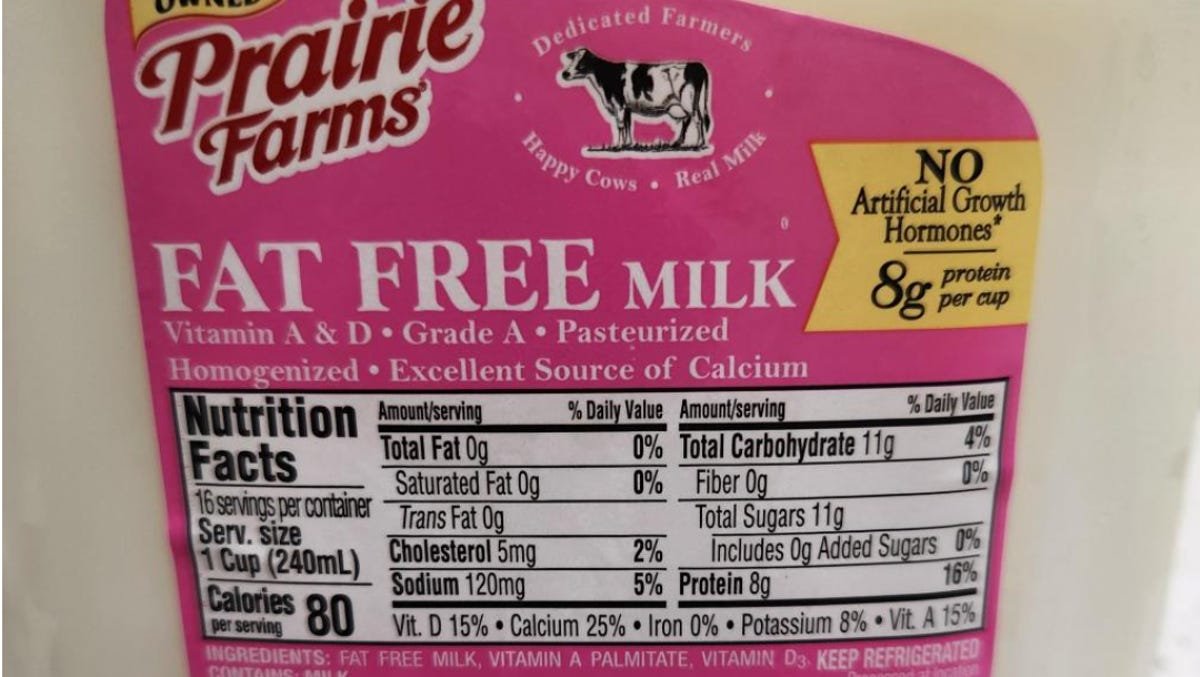 OWNED
Prairie
Farms
Dedicated Farmers
Happy Cows • Real Milk
NO
Artificial Growth
Hormones*
8g protein
per cup
FAT FREE MILK
Vitamin A & D • Grade A • Pasteurized
Homogenized • Excellent Source of Calcium
Nutrition
Facts
16 servings per container
Serv. size
1 Cup (240mL)
Calories 80
per serving
Amount/serving % Daily Value
Total Fat 0g 0%
Saturated Fat 0g 0%
Trans Fat 0g
Cholesterol 5mg 2%
Sodium 120mg 5%
Amount/serving % Daily Value
Total Carbohydrate 11g 4%
Fiber 0g 0%
Total Sugars 11g
Includes 0g Added Sugars 0%
Protein 8g 16%
Vit. D 15% • Calcium 25% • Iron 0% • Potassium 8% • Vit. A 15%
INGREDIENTS: FAT FREE MILK, VITAMIN A PALMITATE, VITAMIN D3. KEEP REFRIGERATED
CONTAINS: MILK